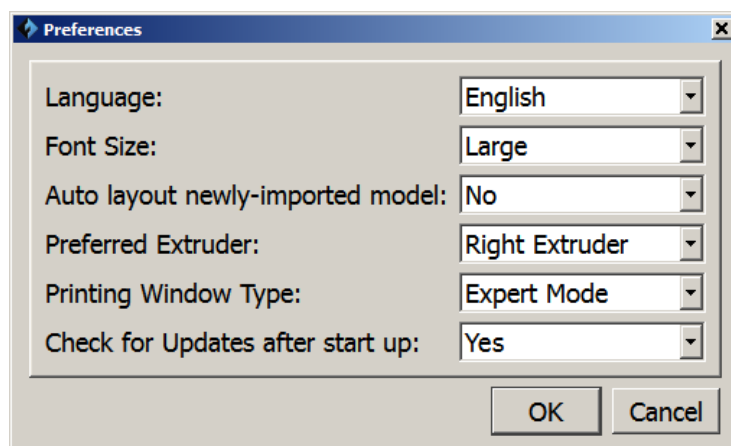 Preferences
Language: English
Font Size: Large
Auto layout newly-imported model: No
Preferred Extruder: Right Extruder
Printing Window Type: Expert Mode
Check for Updates after start up: Yes
OK Cancel